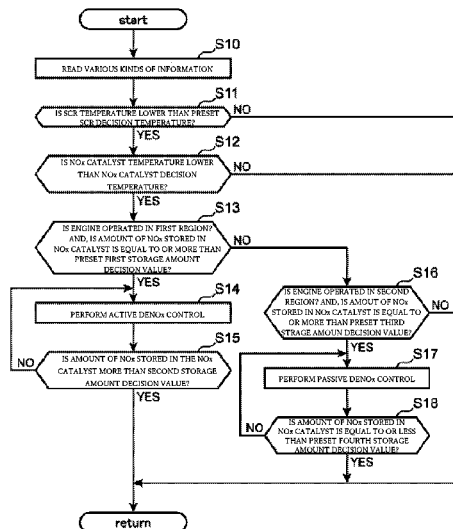 start
S10
READ VARIOUS KINDS OF INFORMATION
S11
IS SCR TEMPERATURE LOWER THAN PRESET
SCR DECISION TEMPERATURE?
NO
YES
S12
IS NOx CATALYST TEMPERATURE LOWER
THAN NOx CATALYST DECISION
TEMPERATURE?
NO
YES
S13
IS ENGINE OPERATED IN FIRST REGION?
AND, IS AMOUNT OF NOx STORED IN
NOx CATALYST IS EQUAL TO OR MORE THAN
PRESET FIRST STORAGE AMOUNT
DECISION VALUE?
NO
YES
S14
PERFORM ACTIVE DENOx CONTROL
S15
IS AMOUNT OF NOx STORED IN THE NOx
CATALYST MORE THAN SECOND STORAGE
AMOUNT DECISION VALUE?
NO
YES
S16
IS ENGINE OPERATED IN SECOND
REGION? AND, IS AMOUT OF NOx
STORED IN NOx CATALYST IS EQUAL TO
OR MORE THAN PRESET THIRD
STRAGE AMOUN DECISION VALUE?
NO
YES
S17
PERFORM PASSIVE DENOx CONTROL
S18
IS AMOUNT OF NOx STORED IN
NOx CATALYST IS EQUAL TO OR LESS
THAN PRESET FOURTH STORAGE
AMOUNT DECISION VALUE?
NO
YES
return